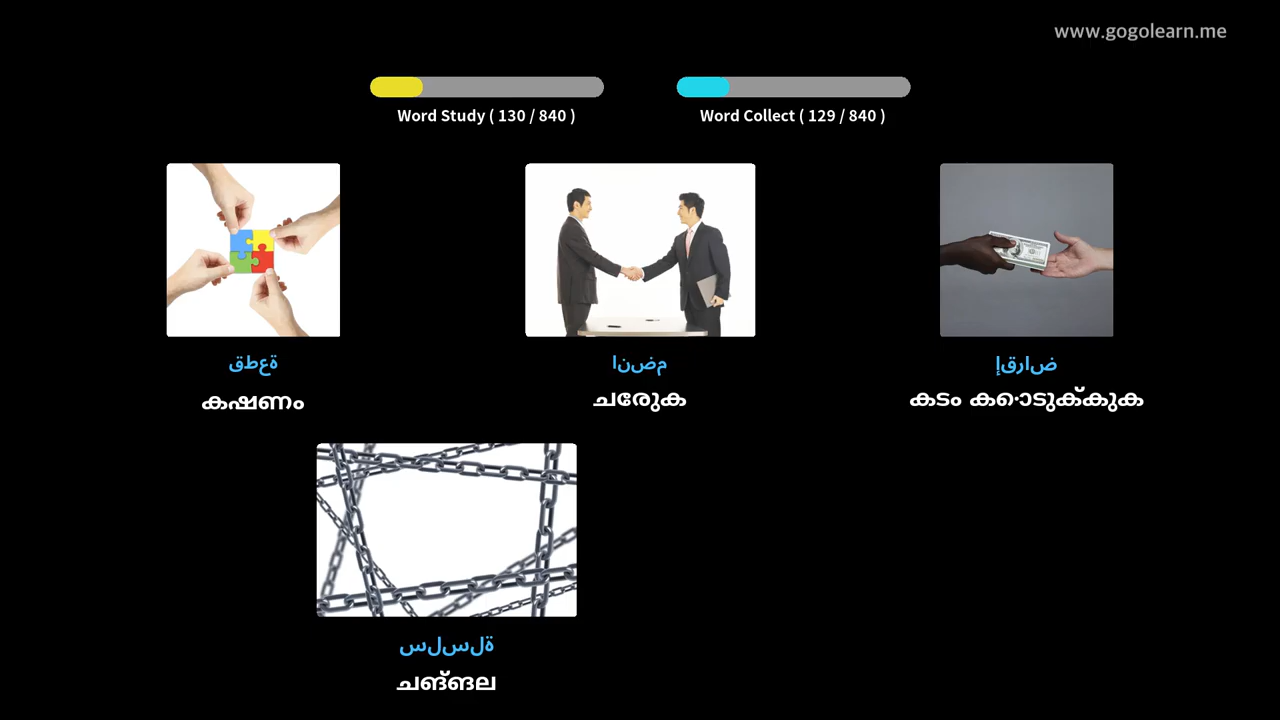 www.gogolearn.me
Word Study ( 130 / 840 )
Word Collect ( 129 / 840 )
قطعة
കഷണം
انضم
ചേരുക
إقراض
കടം കൊടുക്കുക
سلسلة
ചങ്ങല